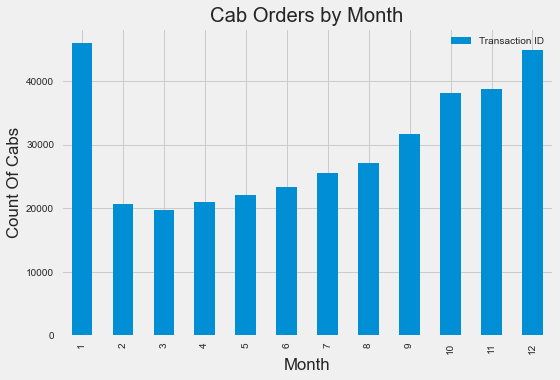 Cab Orders by Month
Transaction ID
Count Of Cabs
40000
30000
20000
10000
0
1 2 3 4 5 6 7 8 9 10 11 12
Month